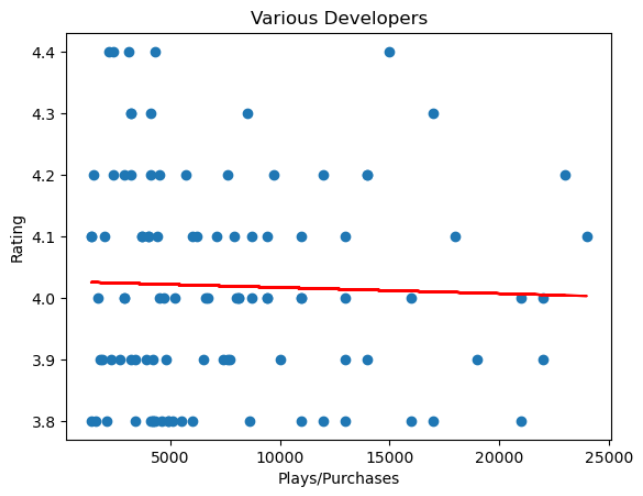 Various Developers
Rating
4.4
4.3
4.2
4.1
4.0
3.9
3.8
5000 10000 15000 20000 25000
Plays/Purchases